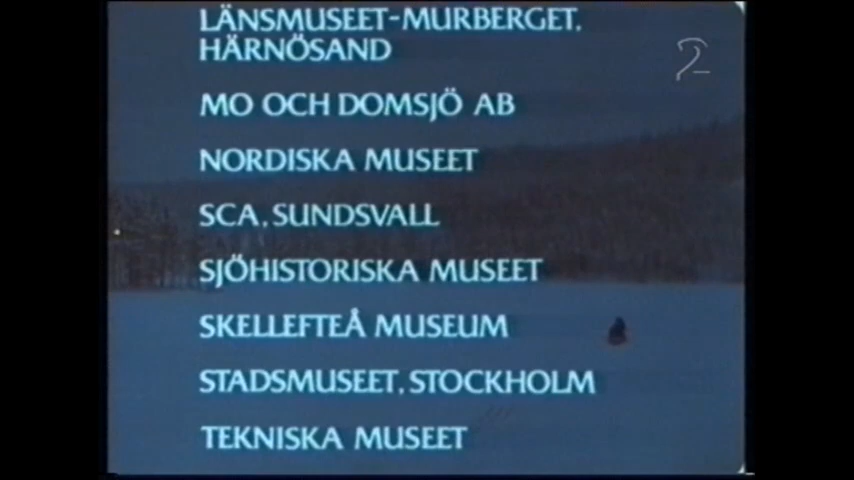 LÄNSMUSEET-MURBERGET,
HÄRNÖSAND
2
MO OCH DOMSJÖ AB
NORDISKA MUSEET
SCA, SUNDSVALL
SJÖHISTORISKA MUSEET
SKELLEFTEÅ MUSEUM
STADSMUSEET, STOCKHOLM
TEKNISKA MUSEET